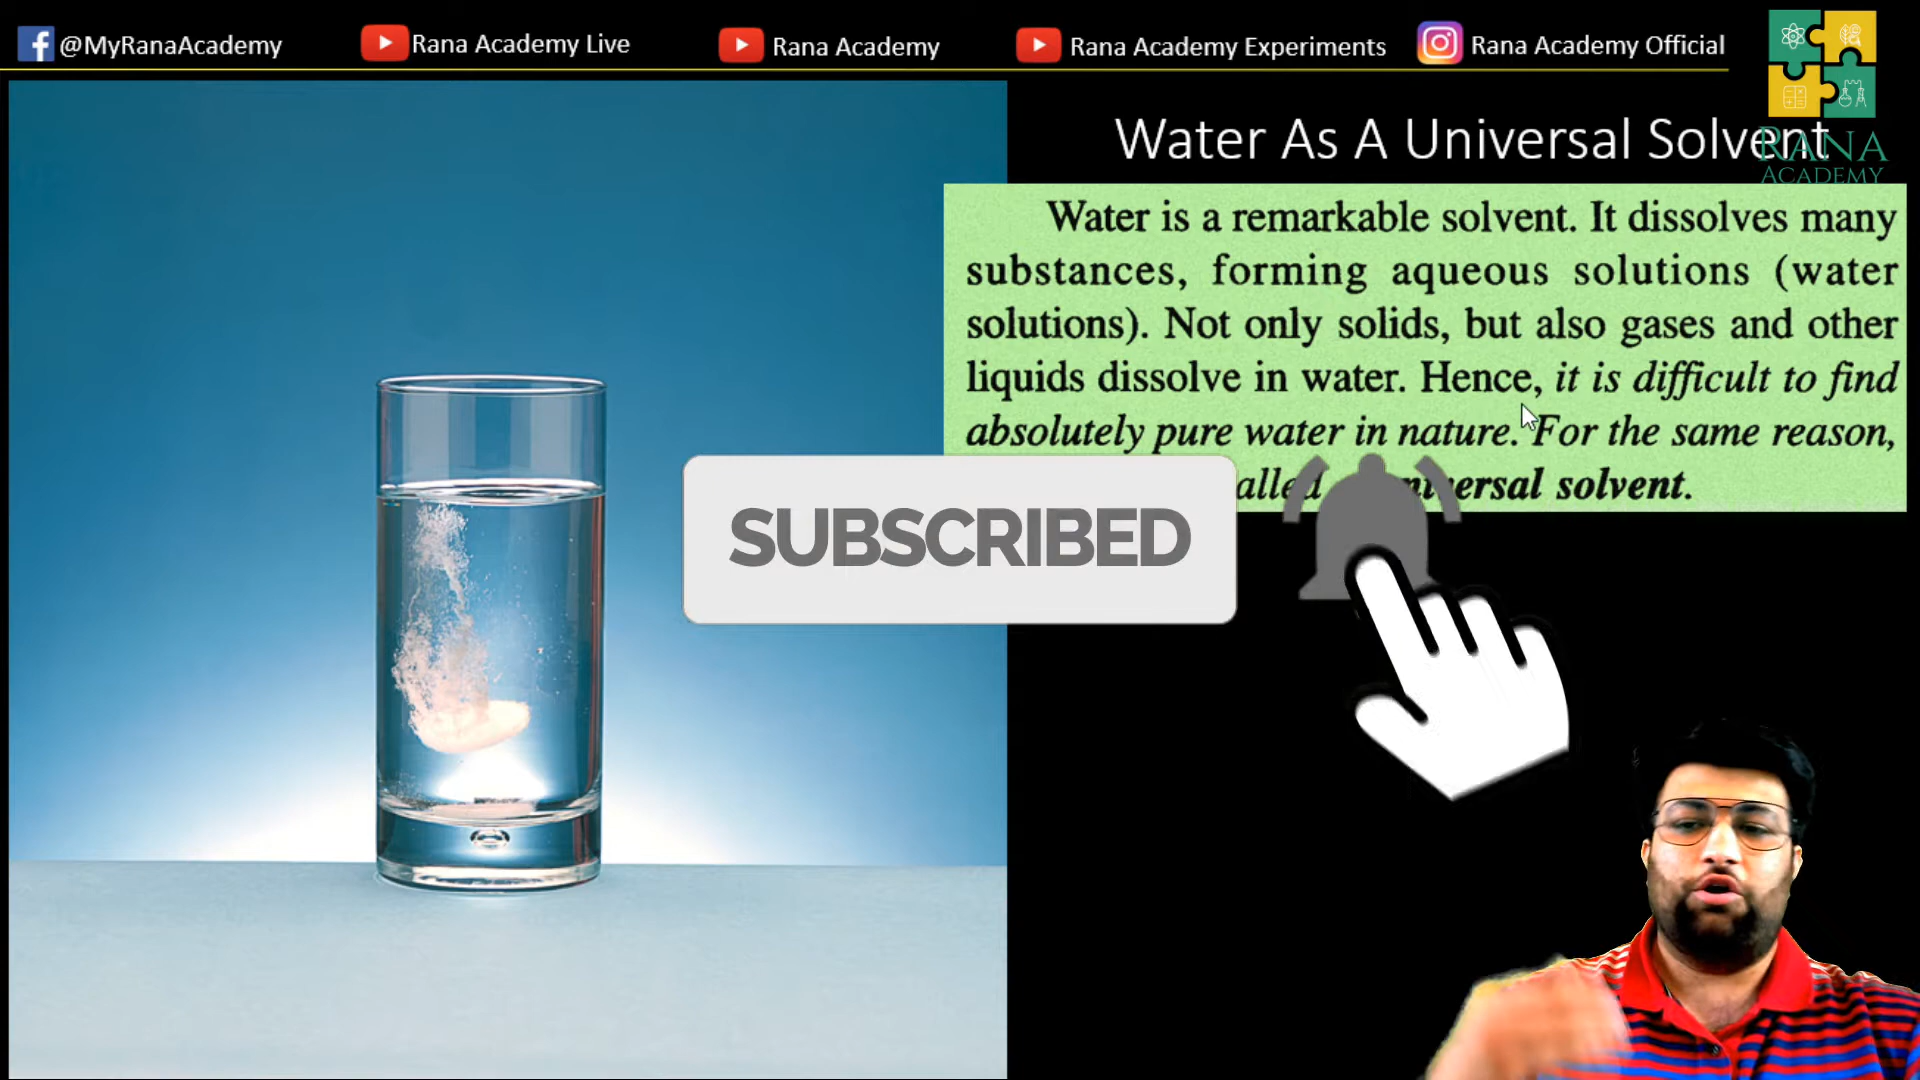 @MyRanaAcademy
Rana Academy Live
Rana Academy
Rana Academy Experiments
Rana Academy Official
Water As A Universal Solvent
RANA
ACADEMY
Water is a remarkable solvent. It dissolves many
substances, forming aqueous solutions (water
solutions). Not only solids, but also gases and other
liquids dissolve in water. Hence, it is difficult to find
absolutely pure water in nature. For the same reason,
solvent.
SUBSCRIBED